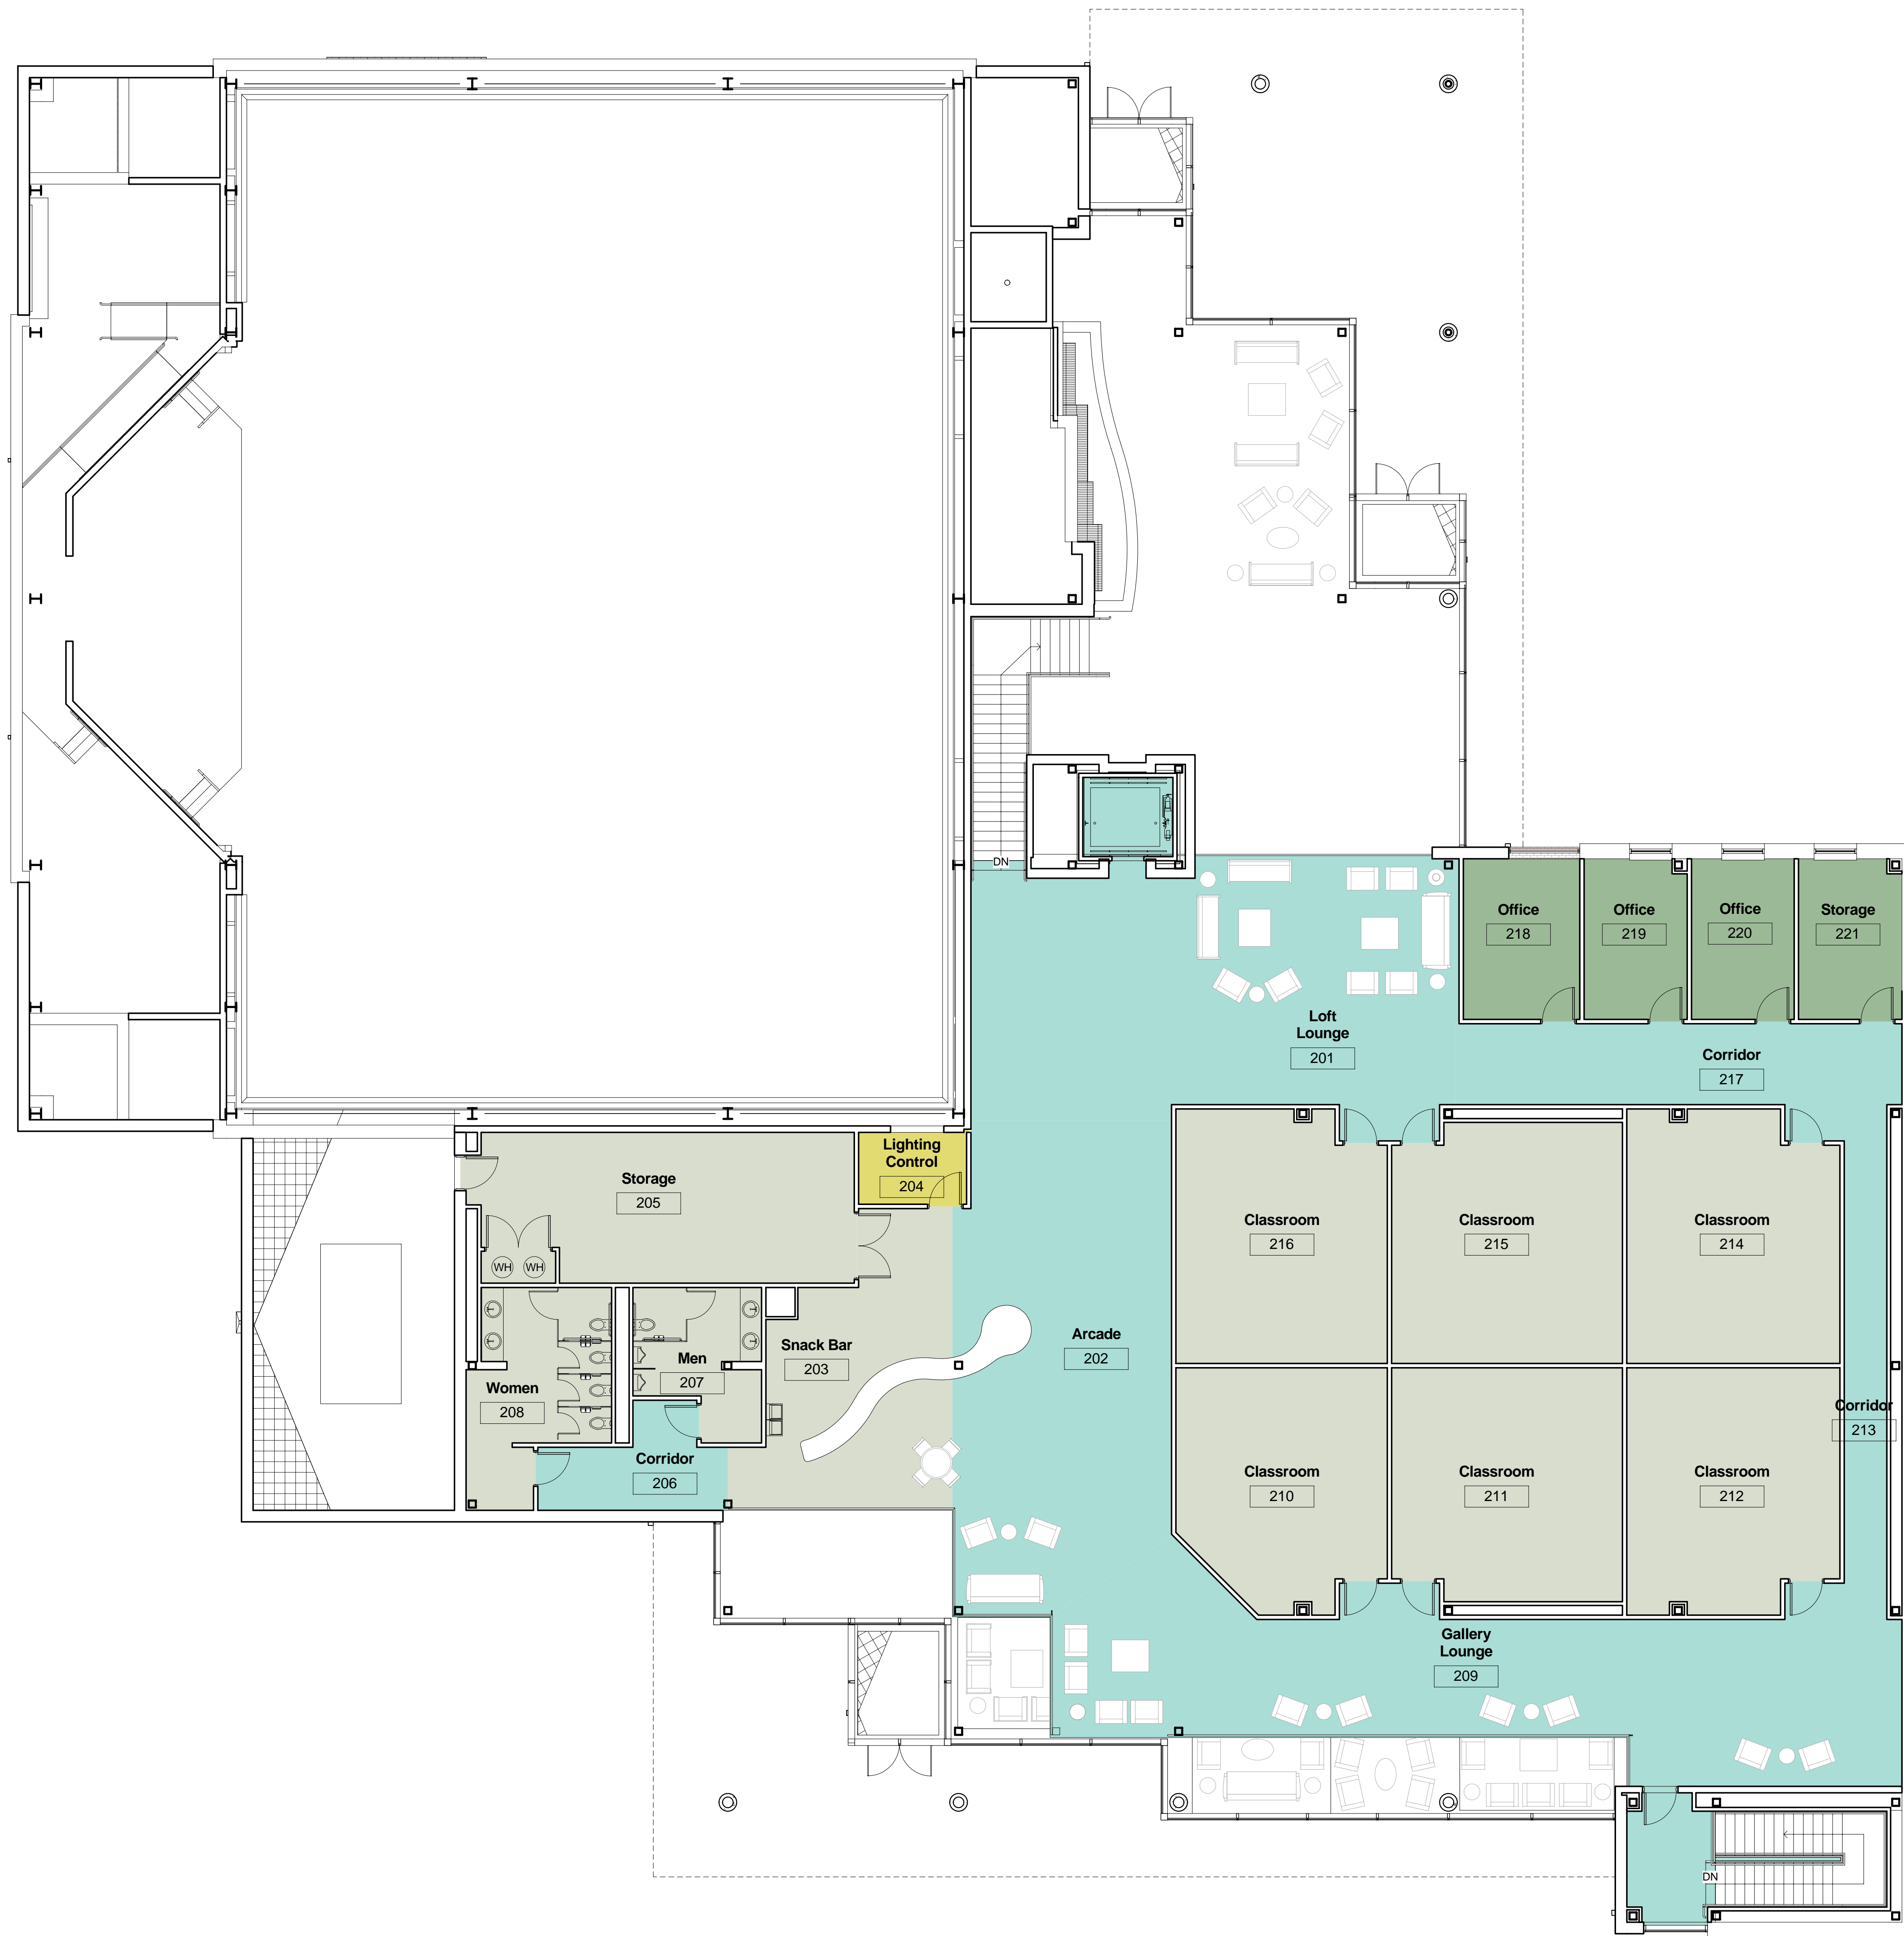 DN
Office
218
Office
219
Office
220
Storage
221
Loft
Lounge
201
Corridor
217
Lighting
Control
204
Storage
205
WH
WH
Classroom
216
Classroom
215
Classroom
214
Arcade
202
Snack Bar
203
Men
207
Women
208
Corridor
206
Corridor
213
Classroom
210
Classroom
211
Classroom
212
Gallery
Lounge
209
DN